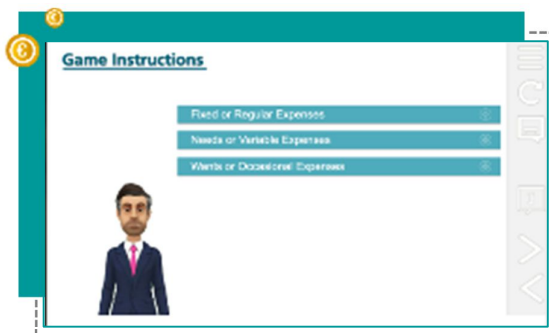 Game Instructions
Fixed or Regular Expenses
Needs or Variable Expenses
Wants or Occasional Expenses